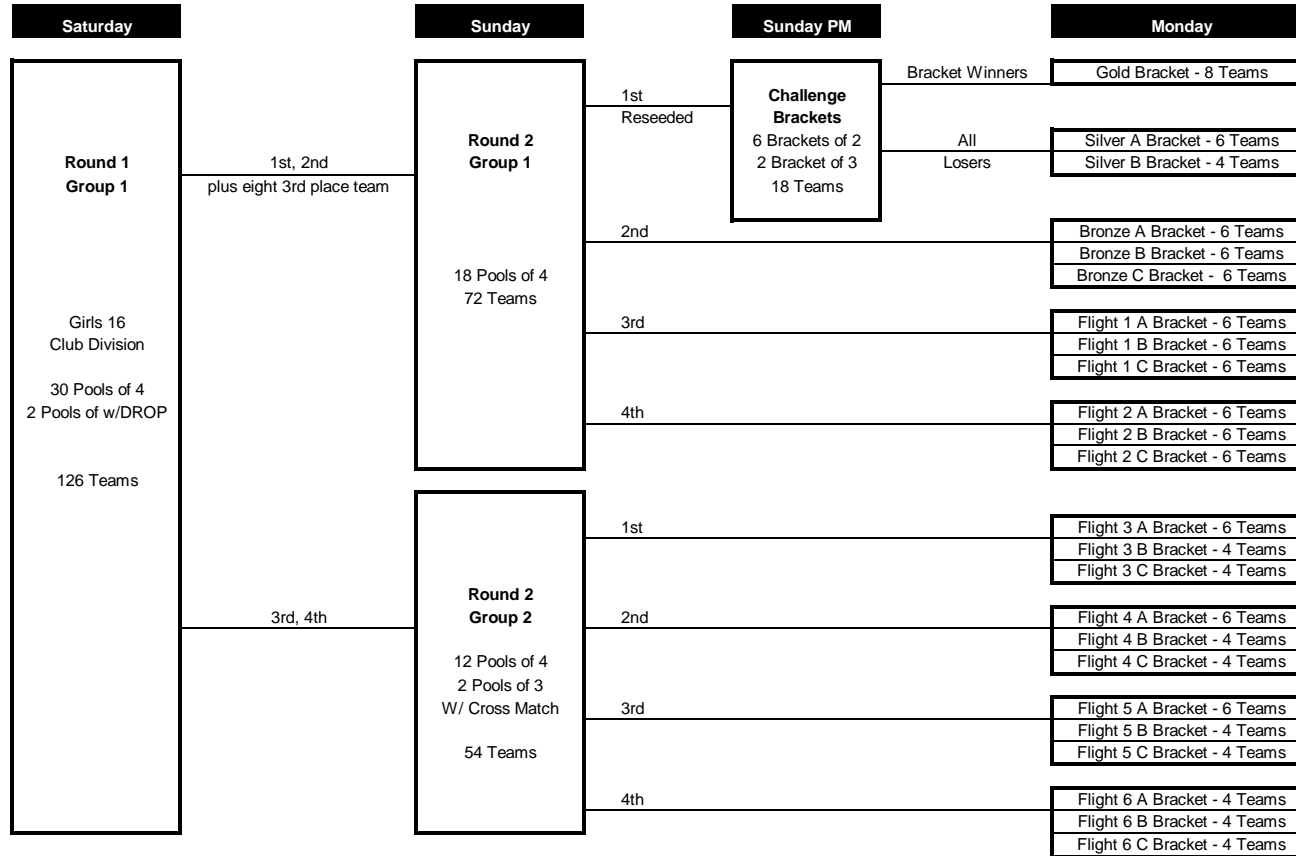 Saturday
Sunday
Sunday PM
Monday
Round 1
Group 1
Girls 16
Club Division
30 Pools of 4
2 Pools of w/DROP
126 Teams
1st, 2nd
plus eight 3rd place team
3rd, 4th
Round 2
Group 1
18 Pools of 4
72 Teams
1st
Reseeded
2nd
3rd
4th
Challenge
Brackets
6 Brackets of 2
2 Bracket of 3
18 Teams
Bracket Winners
All
Losers
Gold Bracket - 8 Teams
Silver A Bracket - 6 Teams
Silver B Bracket - 4 Teams
Bronze A Bracket - 6 Teams
Bronze B Bracket - 6 Teams
Bronze C Bracket - 6 Teams
Flight 1 A Bracket - 6 Teams
Flight 1 B Bracket - 6 Teams
Flight 1 C Bracket - 6 Teams
Flight 2 A Bracket - 6 Teams
Flight 2 B Bracket - 6 Teams
Flight 2 C Bracket - 6 Teams
Round 2
Group 2
12 Pools of 4
2 Pools of 3
W/ Cross Match
54 Teams
1st
2nd
3rd
4th
Flight 3 A Bracket - 6 Teams
Flight 3 B Bracket - 4 Teams
Flight 3 C Bracket - 4 Teams
Flight 4 A Bracket - 6 Teams
Flight 4 B Bracket - 4 Teams
Flight 4 C Bracket - 4 Teams
Flight 5 A Bracket - 6 Teams
Flight 5 B Bracket - 4 Teams
Flight 5 C Bracket - 4 Teams
Flight 6 A Bracket - 4 Teams
Flight 6 B Bracket - 4 Teams
Flight 6 C Bracket - 4 Teams